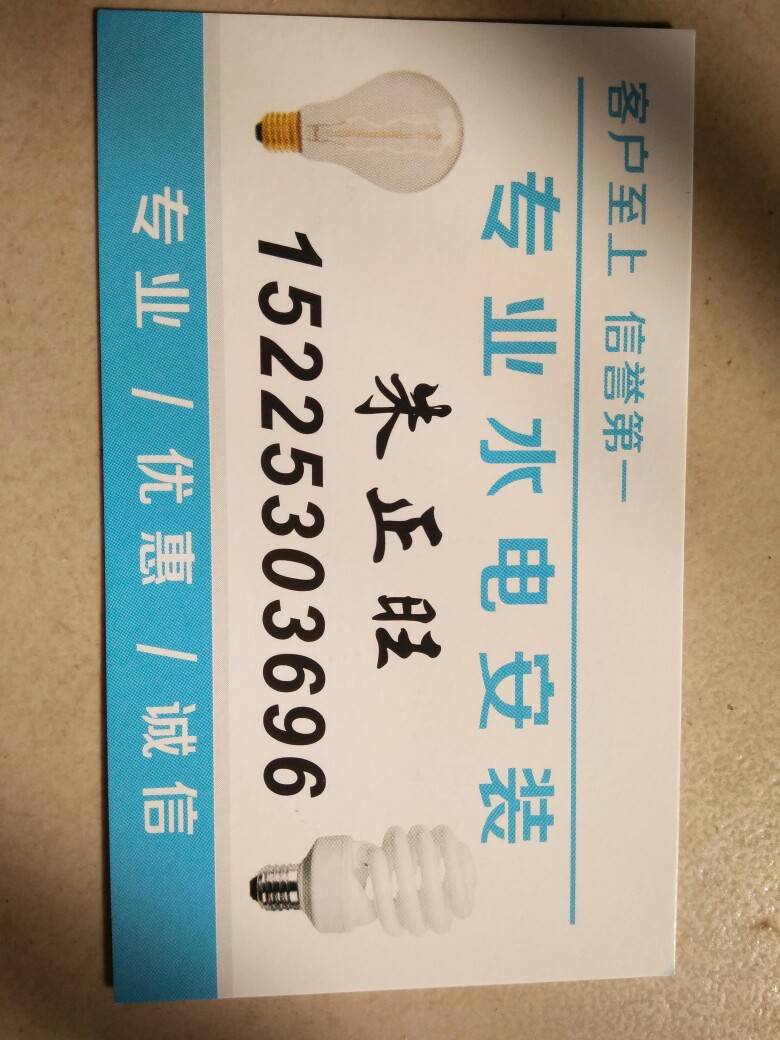 客户至上 信誉第一
专业水电安装
朱正旺
15225303696
专业 / 优惠 / 诚信